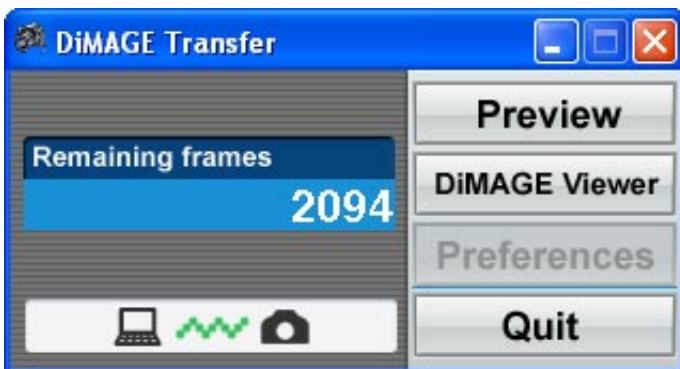 DiMAGE Transfer
Remaining frames
2094
Preview
DiMAGE Viewer
Preferences
Quit